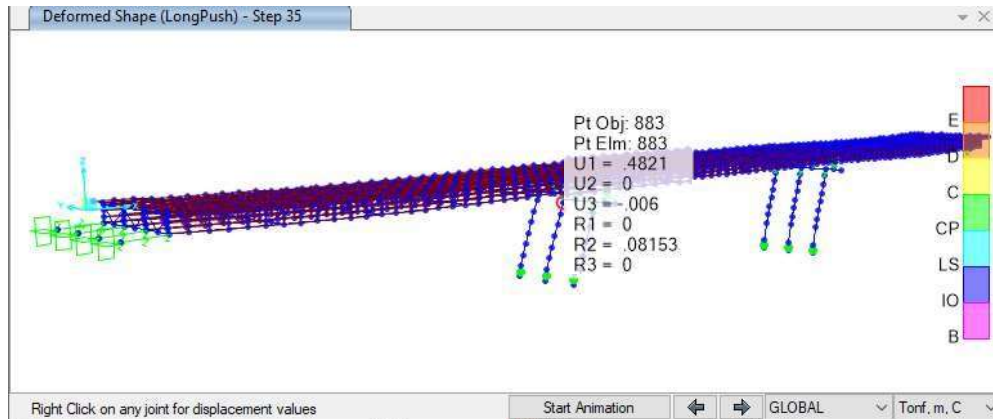 Deformed Shape (LongPush) - Step 35
Pt Obj: 883
Pt Elm: 883
U1 = .4821
U2 = 0
U3 = -.006
R1 = 0
R2 = .08153
R3 = 0
E
D
C
CP
LS
IO
B
Z
Y
Right Click on any joint for displacement values
Start Animation
GLOBAL
Tonf, m, C